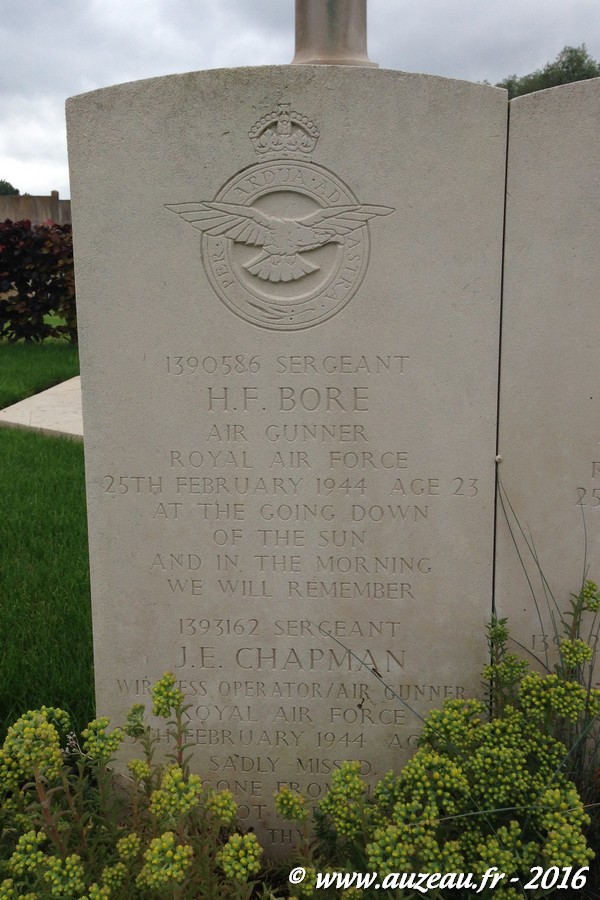 PER · ARDUA · AD · ASTRA
1390586 SERGEANT
H.F. BORE
AIR GUNNER
ROYAL AIR FORCE
25TH FEBRUARY 1944 AGE 23
AT THE GOING DOWN
OF THE SUN
AND IN THE MORNING
WE WILL REMEMBER
1393162 SERGEANT
J.E. CHAPMAN
OPERATOR/AIR GUNNER
ROYAL AIR FORCE
FEBRUARY 1944
SADLY MISSED.
THY
© www.auzeau.fr - 2016